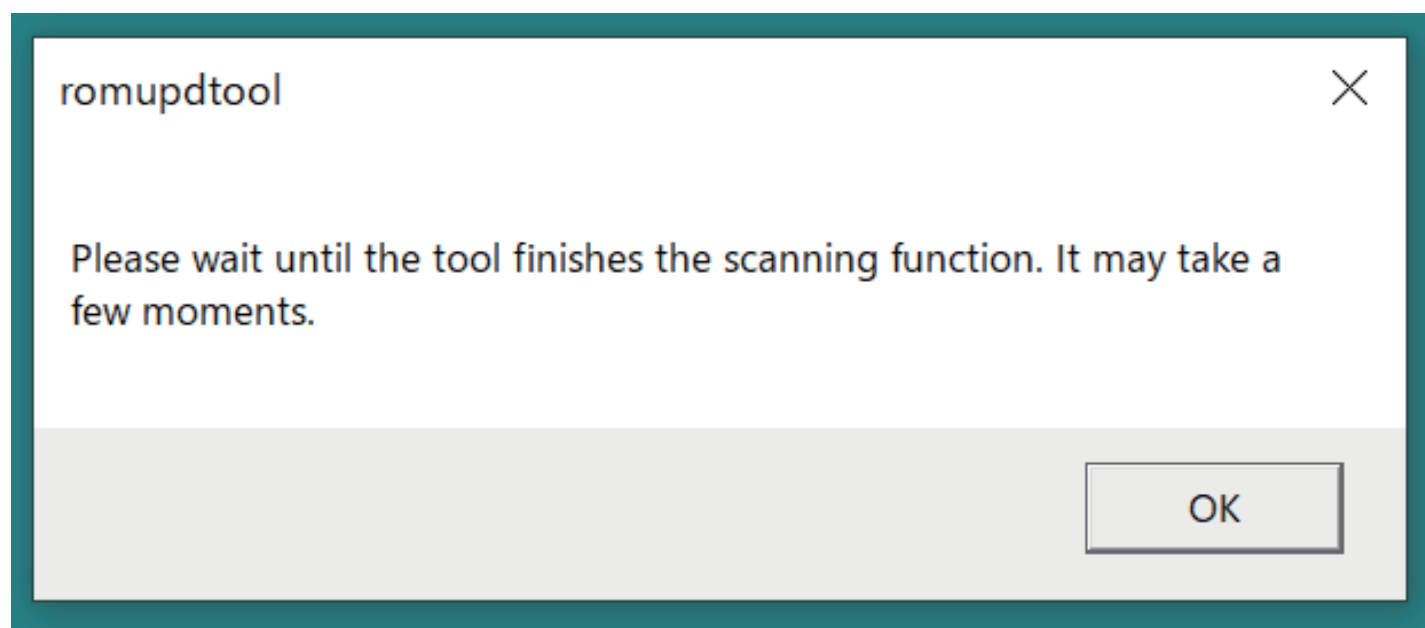 romupdtool
Please wait until the tool finishes the scanning function. It may take a
few moments.
OK